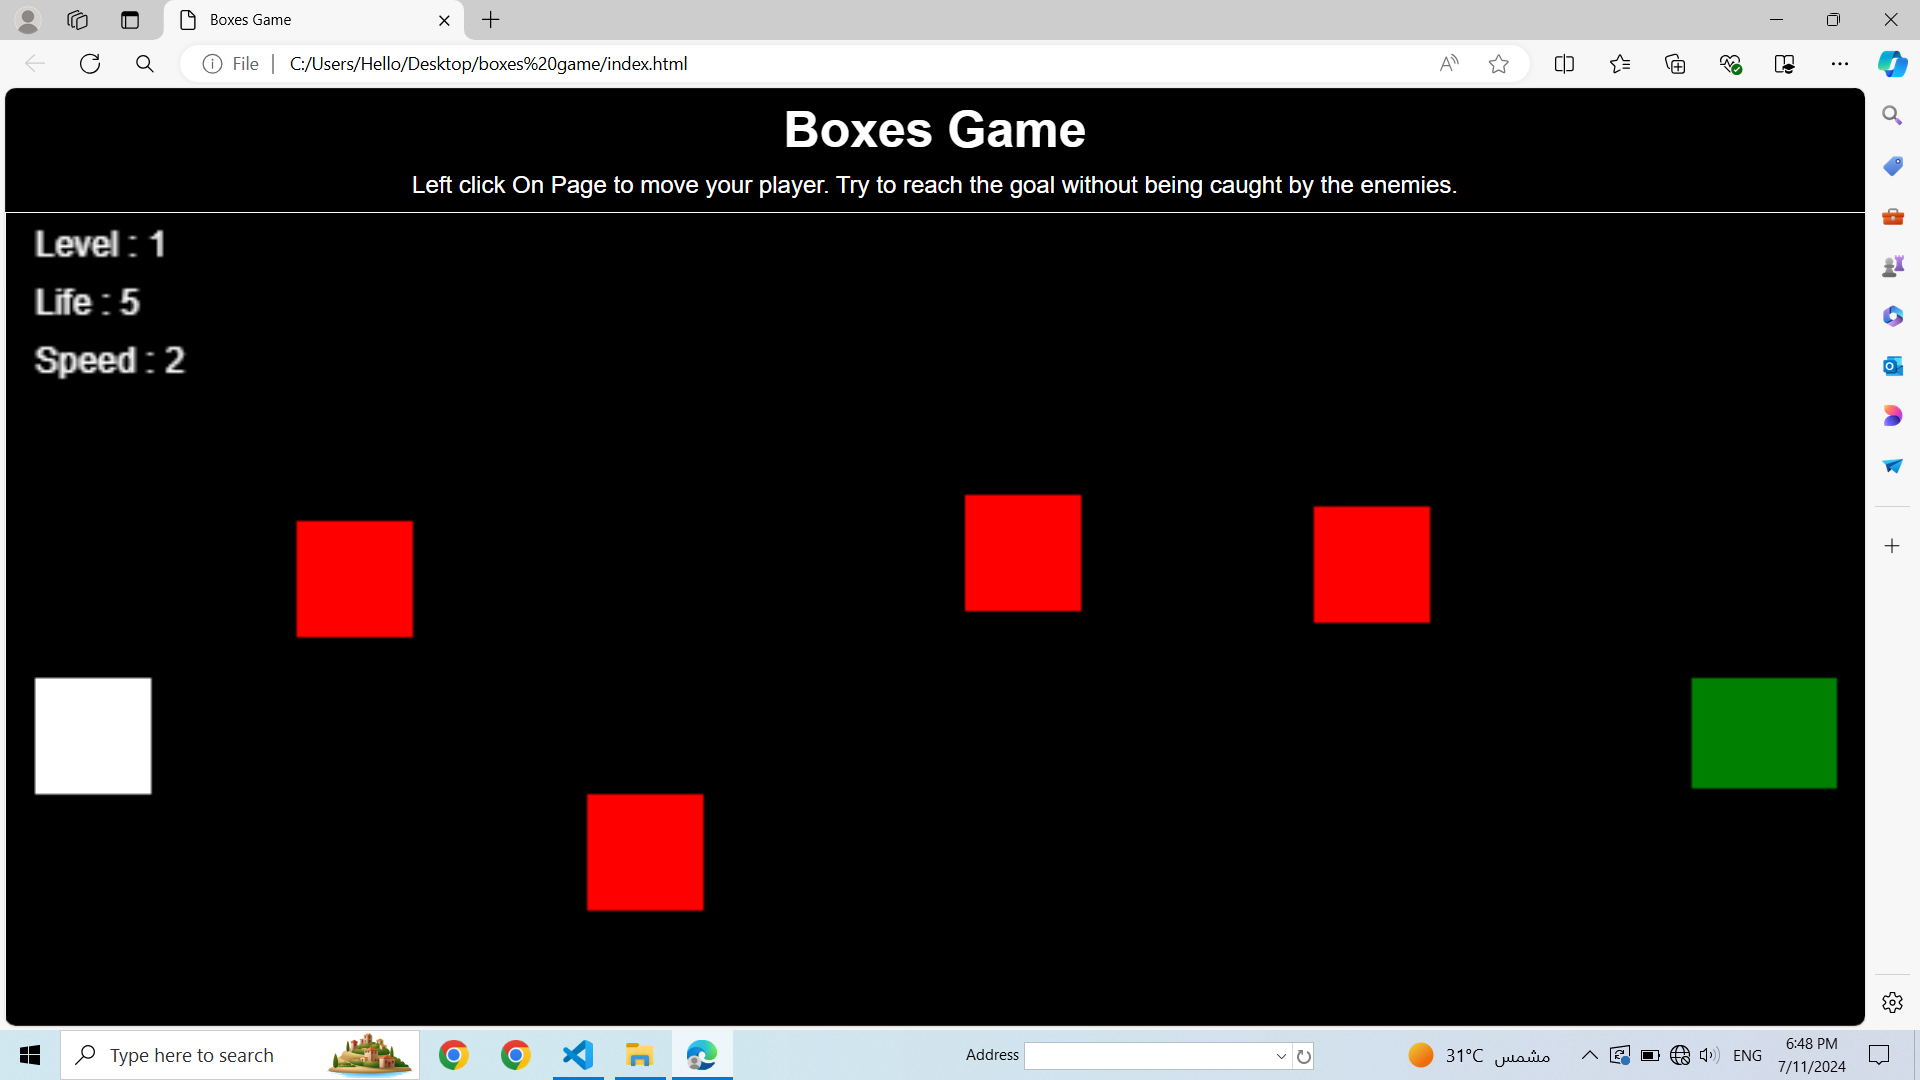 Boxes Game
File
C:/Users/Hello/Desktop/boxes%20game/index.html
Boxes Game
Left click On Page to move your player. Try to reach the goal without being caught by the enemies.
Level : 1
Life : 5
Speed : 2
Type here to search
Address
31°C مشمس
ENG
6:48 PM
7/11/2024